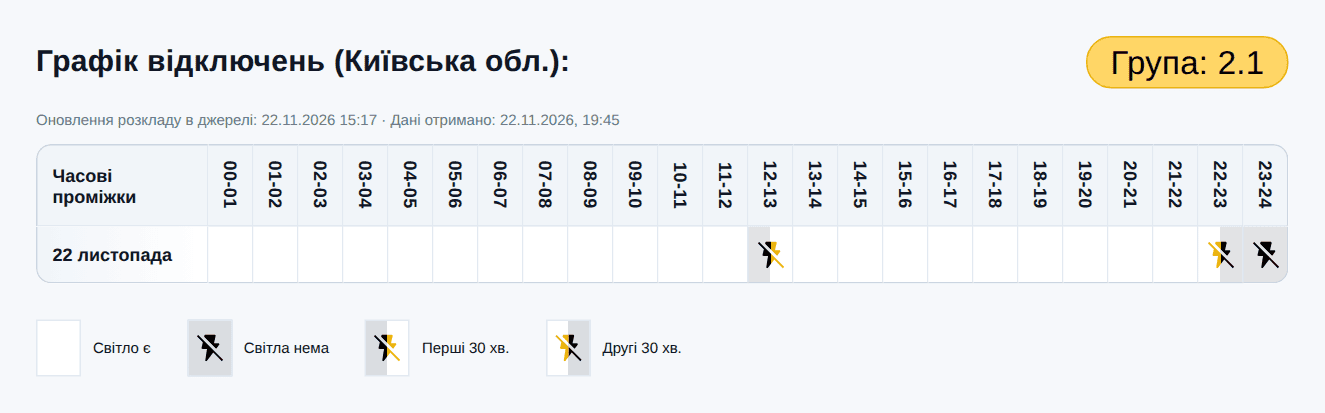 Графік відключень (Київська обл.):
Група: 2.1
Оновлення розкладу в джерелі: 22.11.2026 15:17 · Дані отримано: 22.11.2026, 19:45
Часові
проміжки
00-01
01-02
02-03
03-04
04-05
05-06
06-07
07-08
08-09
09-10
10-11
11-12
12-13
13-14
14-15
15-16
16-17
17-18
18-19
19-20
20-21
21-22
22-23
23-24
22 листопада
Світло є
Світла нема
Перші 30 хв.
Другі 30 хв.